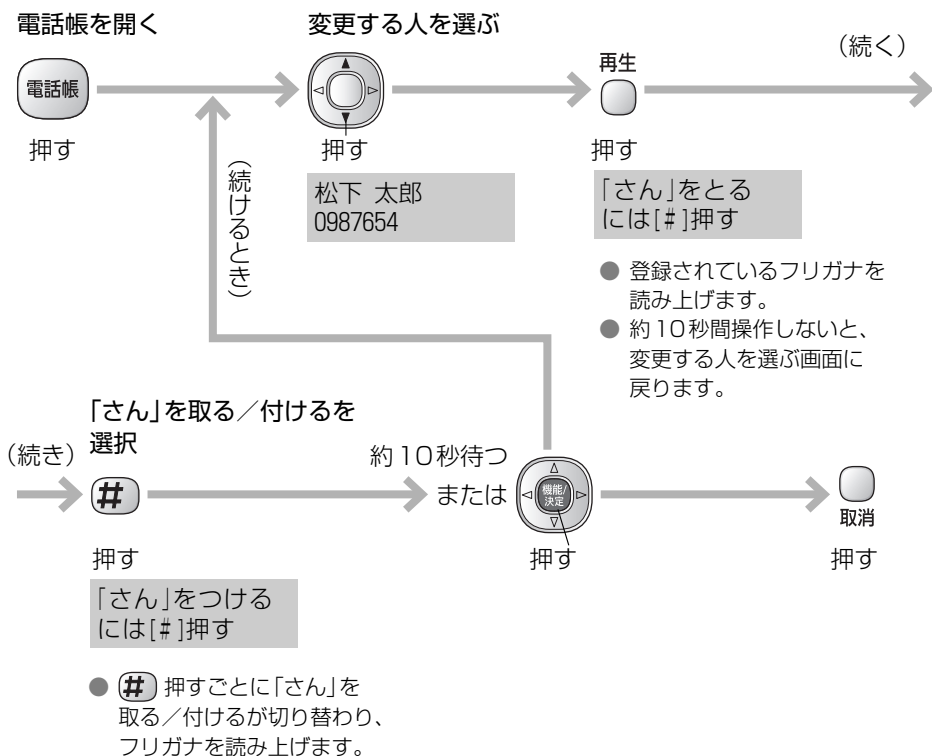 電話帳を開く
電話帳
押す
変更する人を選ぶ
押す
松下 太郎
0987654
再生
押す
(続く)
「さん」をとる
には[#]押す
● 登録されているフリガナを
読み上げます。
● 約10秒間操作しないと、
変更する人を選ぶ画面に
戻ります。
(続けるとき)
(続き)
「さん」を取る／付けるを
選択
#
押す
「さん」をつける
には[#]押す
● # 押すごとに「さん」を
取る／付けるが切り替わり、
フリガナを読み上げます。
約10秒待つ
または
機能/
決定
押す
取消
押す